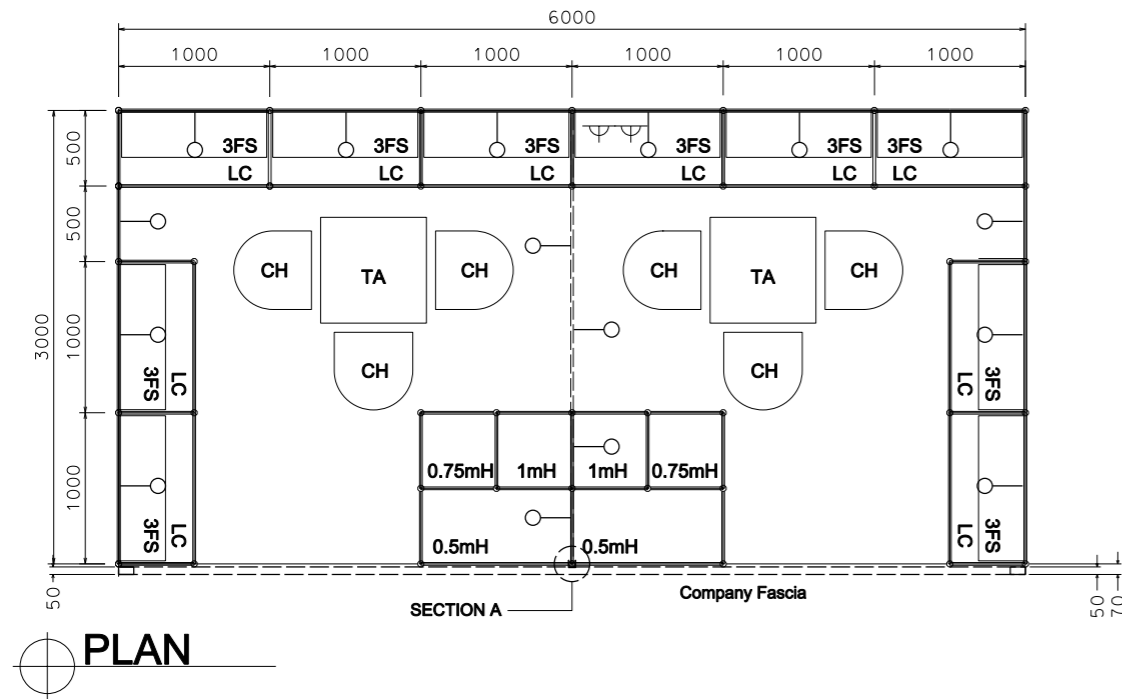 6000
1000 1000 1000 1000 1000 1000
3FS 3FS 3FS 3FS 3FS 3FS
LC LC LC LC LC LC
500
500
3000
1000
1000
50
CH TA CH CH TA CH
CH CH
3FS LC LC 3FS
3FS LC LC 3FS
0.75mH 1mH 1mH 0.75mH
0.5mH 0.5mH
Company Fascia
SECTION A
50
70
PLAN